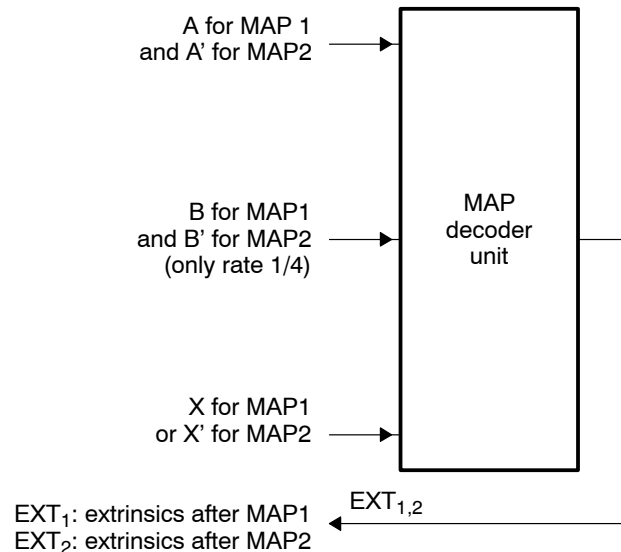 A for MAP 1
and A’ for MAP2
B for MAP1
and B’ for MAP2
(only rate 1/4)
MAP
decoder
unit
X for MAP1
or X’ for MAP2
EXT1,2
EXT1: extrinsics after MAP1
EXT2: extrinsics after MAP2